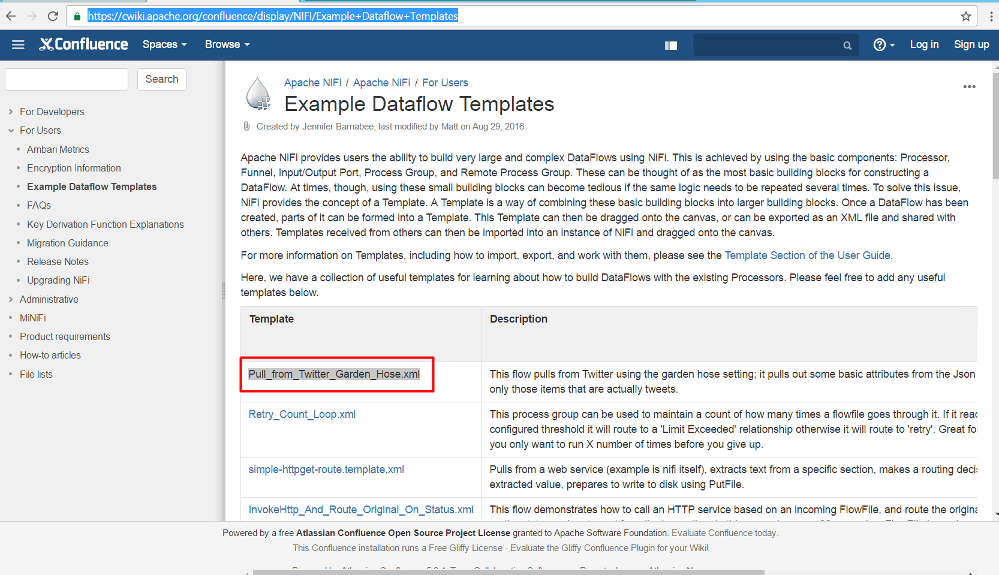 https://cwiki.apache.org/confluence/display/NIFI/Example+Dataflow+Templates
Confluence Spaces Browse Log in Sign up
Search
For Developers
For Users
Ambari Metrics
Encryption Information
Example Dataflow Templates
FAQs
Key Derivation Function Explanations
Migration Guidance
Release Notes
Upgrading NiFi
Administrative
MiNiFi
Product requirements
How-to articles
File lists
Apache NiFi / Apache NiFi / For Users
Example Dataflow Templates
Created by Jennifer Barnabee, last modified by Matt on Aug 29, 2016
Apache NiFi provides users the ability to build very large and complex DataFlows using NiFi. This is achieved by using the basic components: Processor,
Funnel, Input/Output Port, Process Group, and Remote Process Group. These can be thought of as the most basic building blocks for constructing a
DataFlow. At times, though, using these small building blocks can become tedious if the same logic needs to be repeated several times. To solve this issue,
NiFi provides the concept of a Template. A Template is a way of combining these basic building blocks into larger building blocks. Once a DataFlow has been
created, parts of it can be formed into a Template. This Template can then be dragged onto the canvas, or can be exported as an XML file and shared with
others. Templates received from others can then be imported into an instance of NiFi and dragged onto the canvas.
For more information on Templates, including how to import, export, and work with them, please see the Template Section of the User Guide.
Here, we have a collection of useful templates for learning about how to build DataFlows with the existing Processors. Please feel free to add any useful
templates below.
Template Description
Pull_from_Twitter_Garden_Hose.xml
This flow pulls from Twitter using the garden hose setting; it pulls out some basic attributes from the Json
only those items that are actually tweets.
Retry_Count_Loop.xml
This process group can be used to maintain a count of how many times a flowfile goes through it. If it
configured threshold it will route to a 'Limit Exceeded' relationship otherwise it will route to 'retry'. Great
you only want to run X number of times before you give up.
simple-httpget-route.template.xml
Pulls from a web service (example is nifi itself), extracts text from a specific section, makes a routing
extracted value, prepares to write to disk using PutFile.
InvokeHttp_And_Route_Original_On_Status.xml
This flow demonstrates how to call an HTTP service based on an incoming FlowFile, and route the
Powered by a free Atlassian Confluence Open Source Project License granted to Apache Software Foundation. Evaluate Confluence today.
This Confluence installation runs a Free Gliffy License - Evaluate the Gliffy Confluence Plugin for your Wiki!